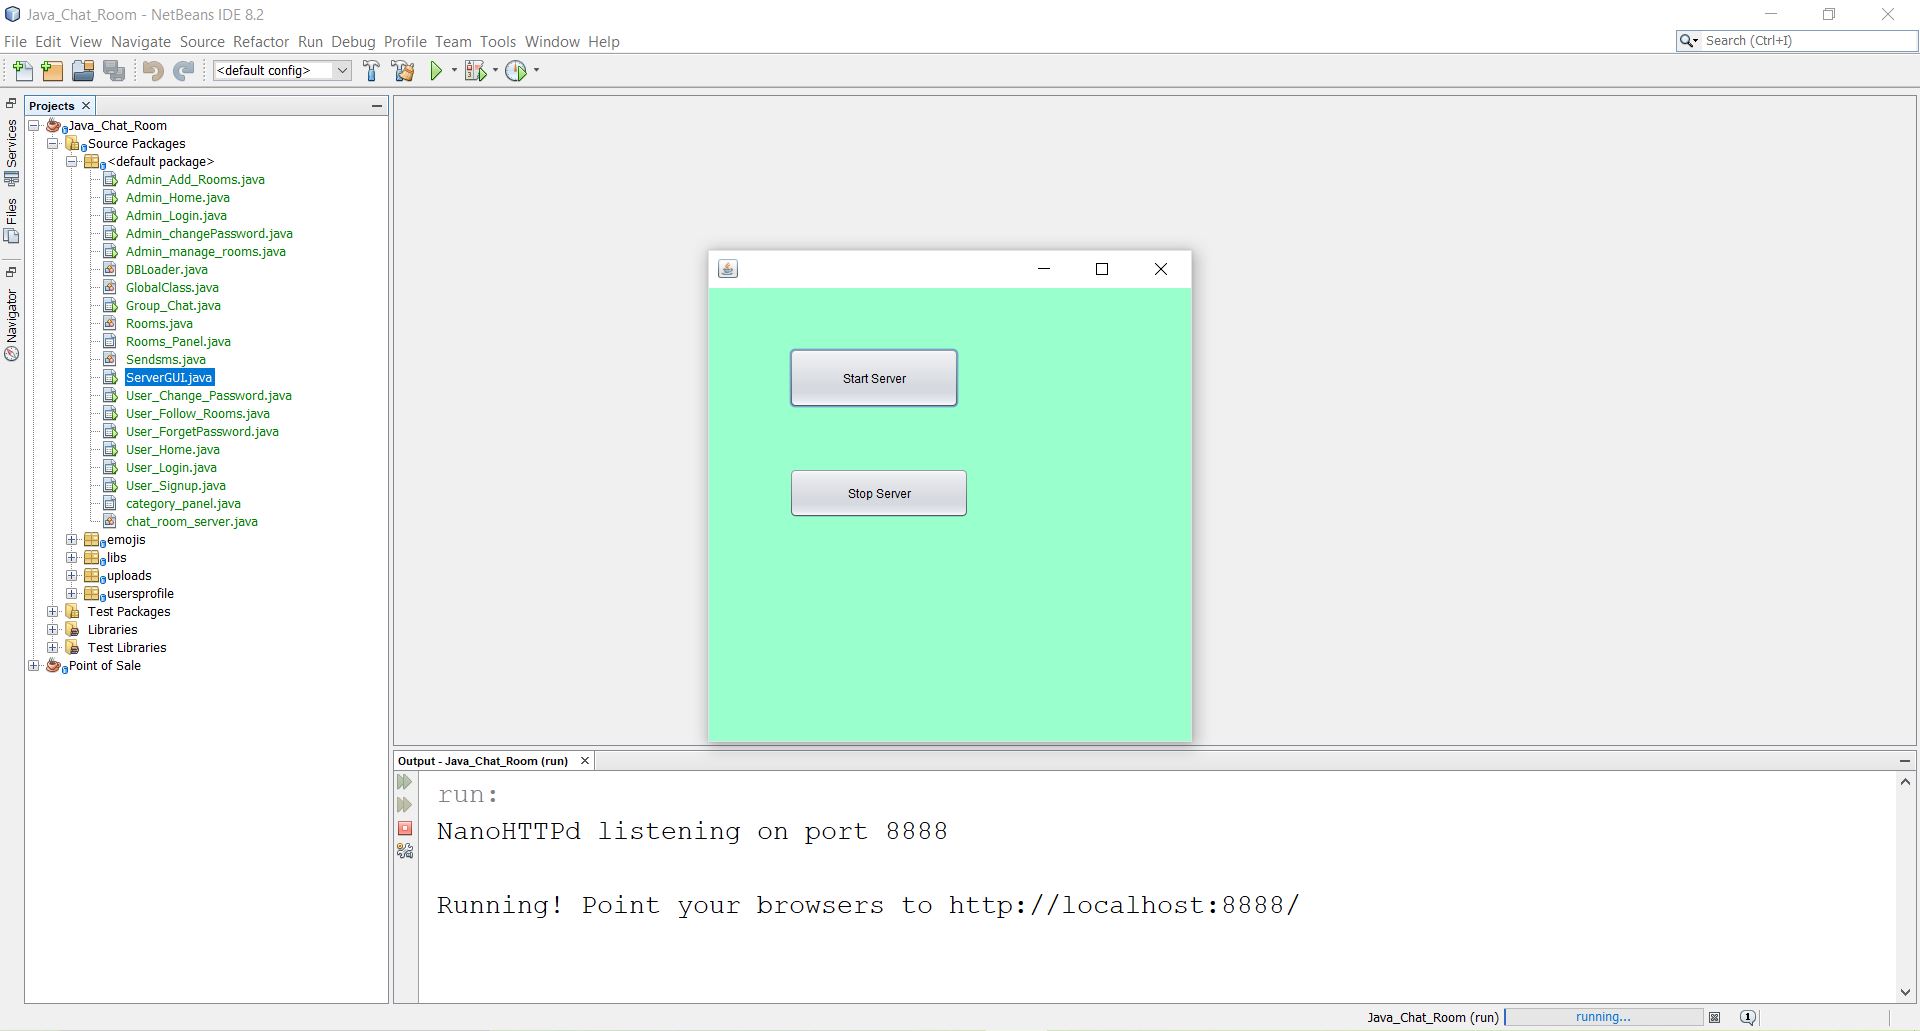 Java_Chat_Room - NetBeans IDE 8.2
File Edit View Navigate Source Refactor Run Debug Profile Team Tools Window Help
Search (Ctrl+I)
<default config>
Services
Files
Navigator
Projects
Java_Chat_Room
Source Packages
<default package>
Admin_Add_Rooms.java
Admin_Home.java
Admin_Login.java
Admin_changePassword.java
Admin_manage_rooms.java
DBLoader.java
GlobalClass.java
Group_Chat.java
Rooms.java
Rooms_Panel.java
Sendsms.java
ServerGUI.java
User_Change_Password.java
User_Follow_Rooms.java
User_ForgetPassword.java
User_Home.java
User_Login.java
User_Signup.java
category_panel.java
chat_room_server.java
emojis
libs
uploads
usersprofile
Test Packages
Libraries
Test Libraries
Point of Sale
Start Server
Stop Server
Output - Java_Chat_Room (run)
run:
NanoHTTPd listening on port 8888
Running! Point your browsers to http://localhost:8888/
Java_Chat_Room (run) running... 1